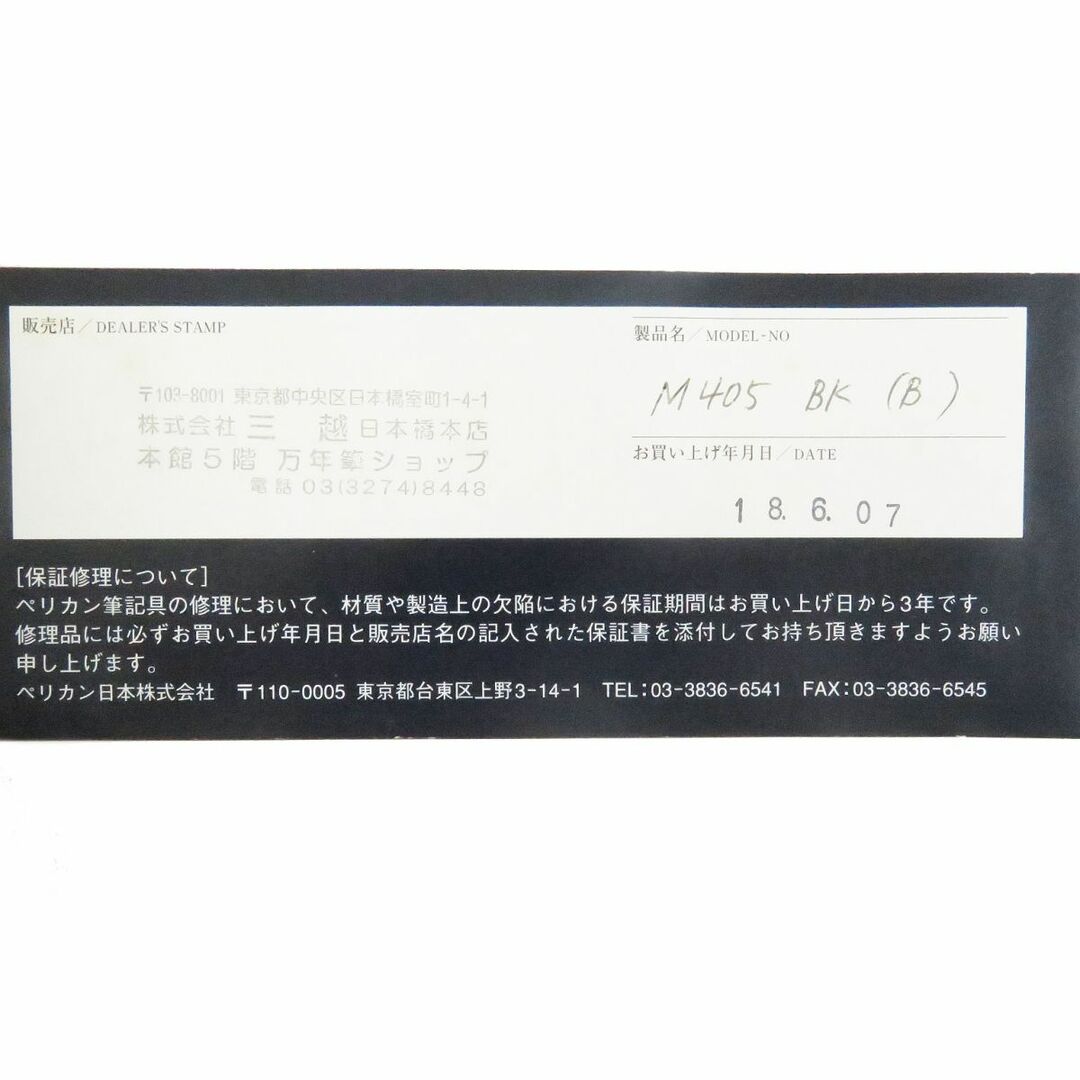 販売店/DEALER'S STAMP
〒103-8001 東京都中央区日本橋室町1-4-1
株式会社 三 越 日本橋本店
本館5階 万年筆ショップ
電話 03(3274)8448
製品名/MODEL-NO
M405 BK (B)
お買い上げ年月日/DATE
18. 6. 07
[保証修理について]
ペリカン筆記具の修理において、材質や製造上の欠陥における保証期間はお買い上げ日から3年です。
修理品には必ずお買い上げ年月日と販売店名の記入された保証書を添付してお持ち頂きますようお願い
申し上げます。
ペリカン日本株式会社 〒110-0005 東京都台東区上野3-14-1 TEL:03-3836-6541 FAX:03-3836-6545